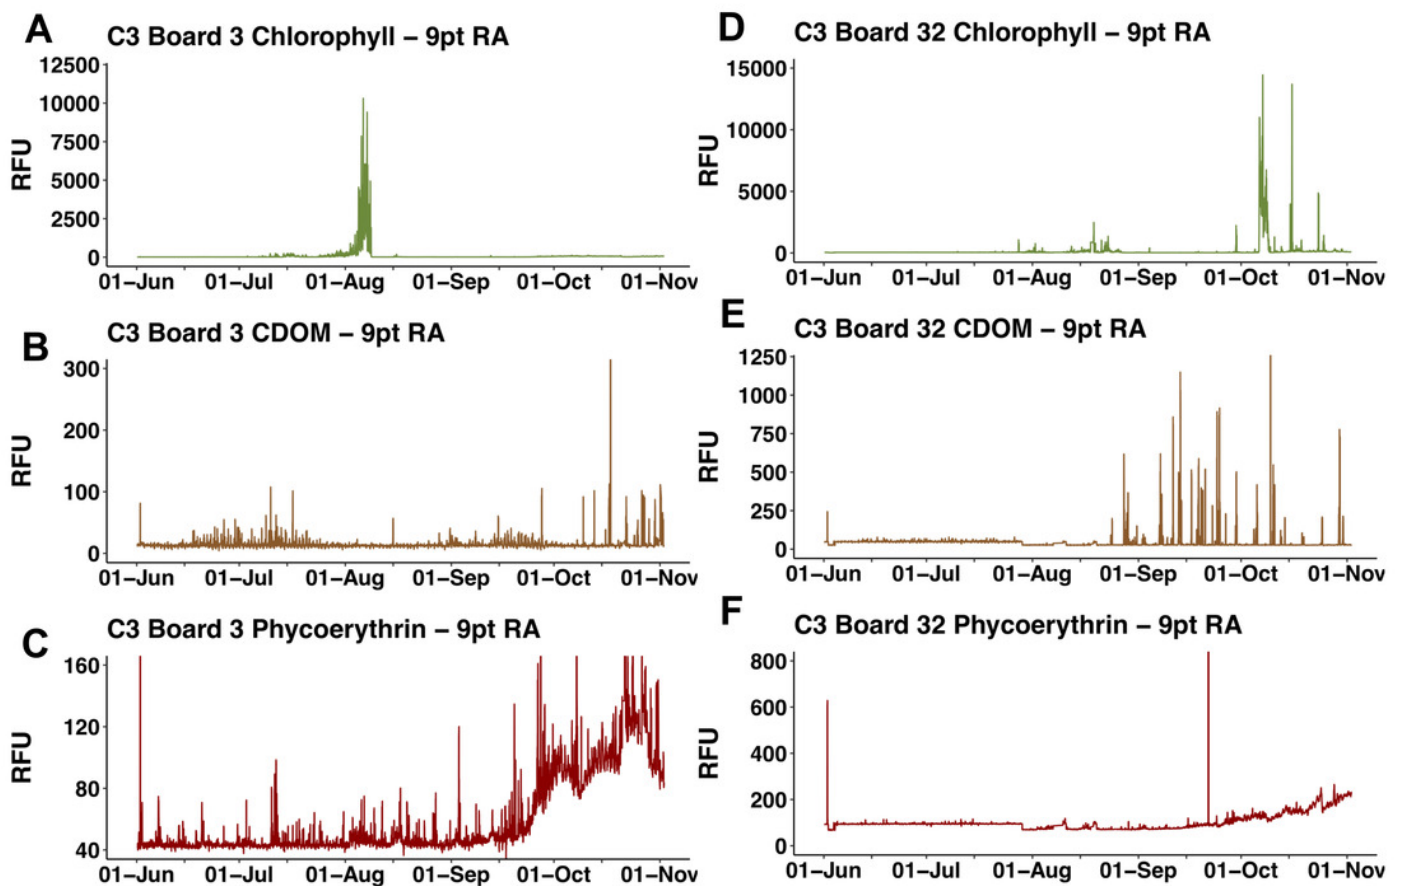 A
C3 Board 3 Chlorophyll – 9pt RA
RFU
12500
10000
7500
5000
2500
0
01–Jun 01–Jul 01–Aug 01–Sep 01–Oct 01–Nov
B
C3 Board 3 CDOM – 9pt RA
RFU
300
200
100
0
01–Jun 01–Jul 01–Aug 01–Sep 01–Oct 01–Nov
C
C3 Board 3 Phycoerythrin – 9pt RA
RFU
160
120
80
40
01–Jun 01–Jul 01–Aug 01–Sep 01–Oct 01–Nov
D
C3 Board 32 Chlorophyll – 9pt RA
RFU
15000
10000
5000
0
01–Jun 01–Jul 01–Aug 01–Sep 01–Oct 01–Nov
E
C3 Board 32 CDOM – 9pt RA
RFU
1250
1000
750
500
250
0
01–Jun 01–Jul 01–Aug 01–Sep 01–Oct 01–Nov
F
C3 Board 32 Phycoerythrin – 9pt RA
RFU
800
600
400
200
0
01–Jun 01–Jul 01–Aug 01–Sep 01–Oct 01–Nov